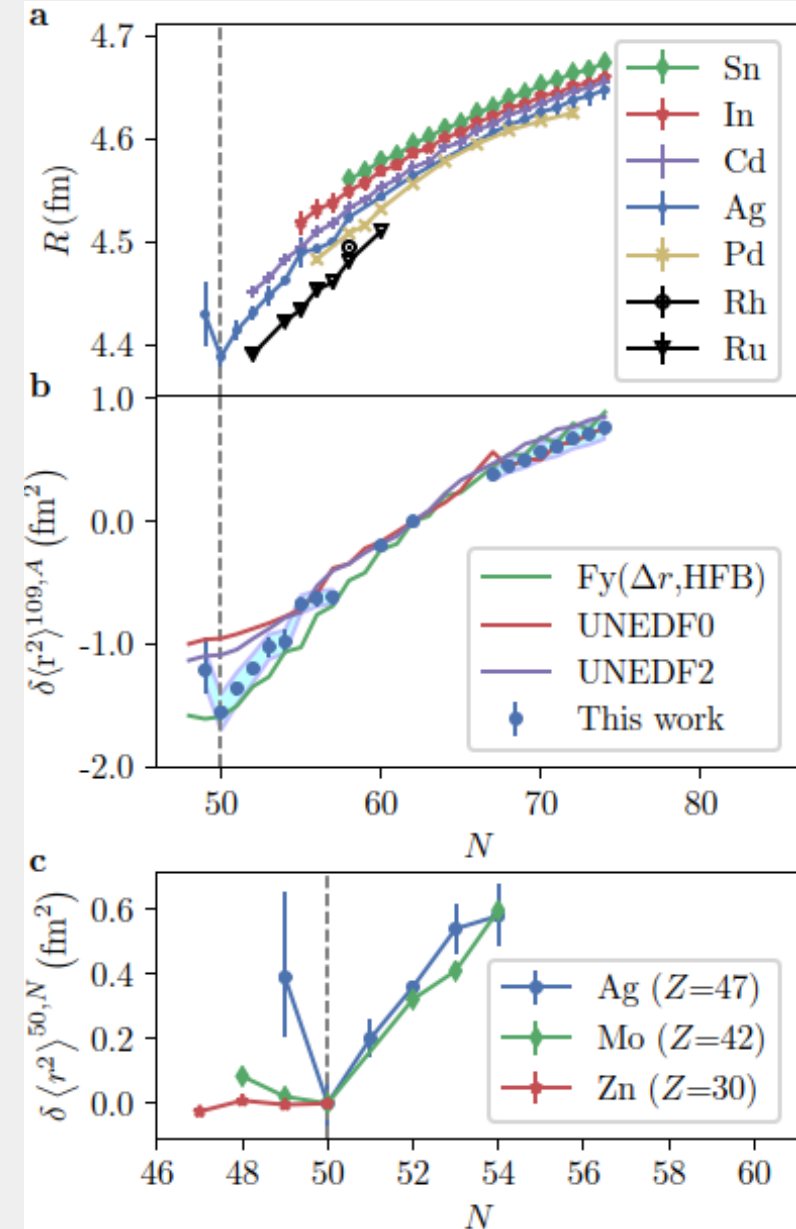 a
4.7
4.6
4.5
4.4
R (fm)
Sn
In
Cd
Ag
Pd
Rh
Ru
b
1.0
0.0
-1.0
-2.0
δ⟨r²⟩¹⁰⁹,ᴬ (fm²)
Fy(Δr,HFB)
UNEDF0
UNEDF2
This work
50 60 70 80
N
c
0.6
0.4
0.2
0.0
δ ⟨r²⟩⁵⁰,ᴺ (fm²)
Ag (Z=47)
Mo (Z=42)
Zn (Z=30)
46 48 50 52 54 56 58 60
N